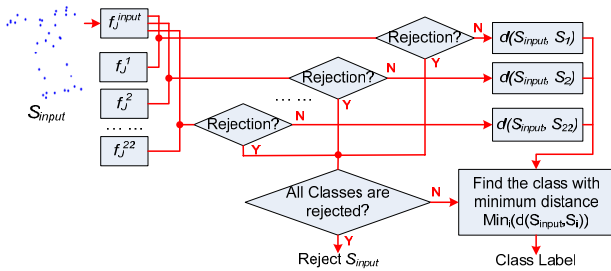 f_j^input
Rejection?
N
d(S_input, S_1)
Y
f_j^1
Rejection?
N
d(S_input, S_2)
Y
f_j^2
S_input
... ...
... ...
Rejection?
N
d(S_input, S_22)
Y
f_j^22
All Classes are
rejected?
N
Y
Find the class with
minimum distance
Min_i(d(S_input,S_i))
Reject S_input
Class Label